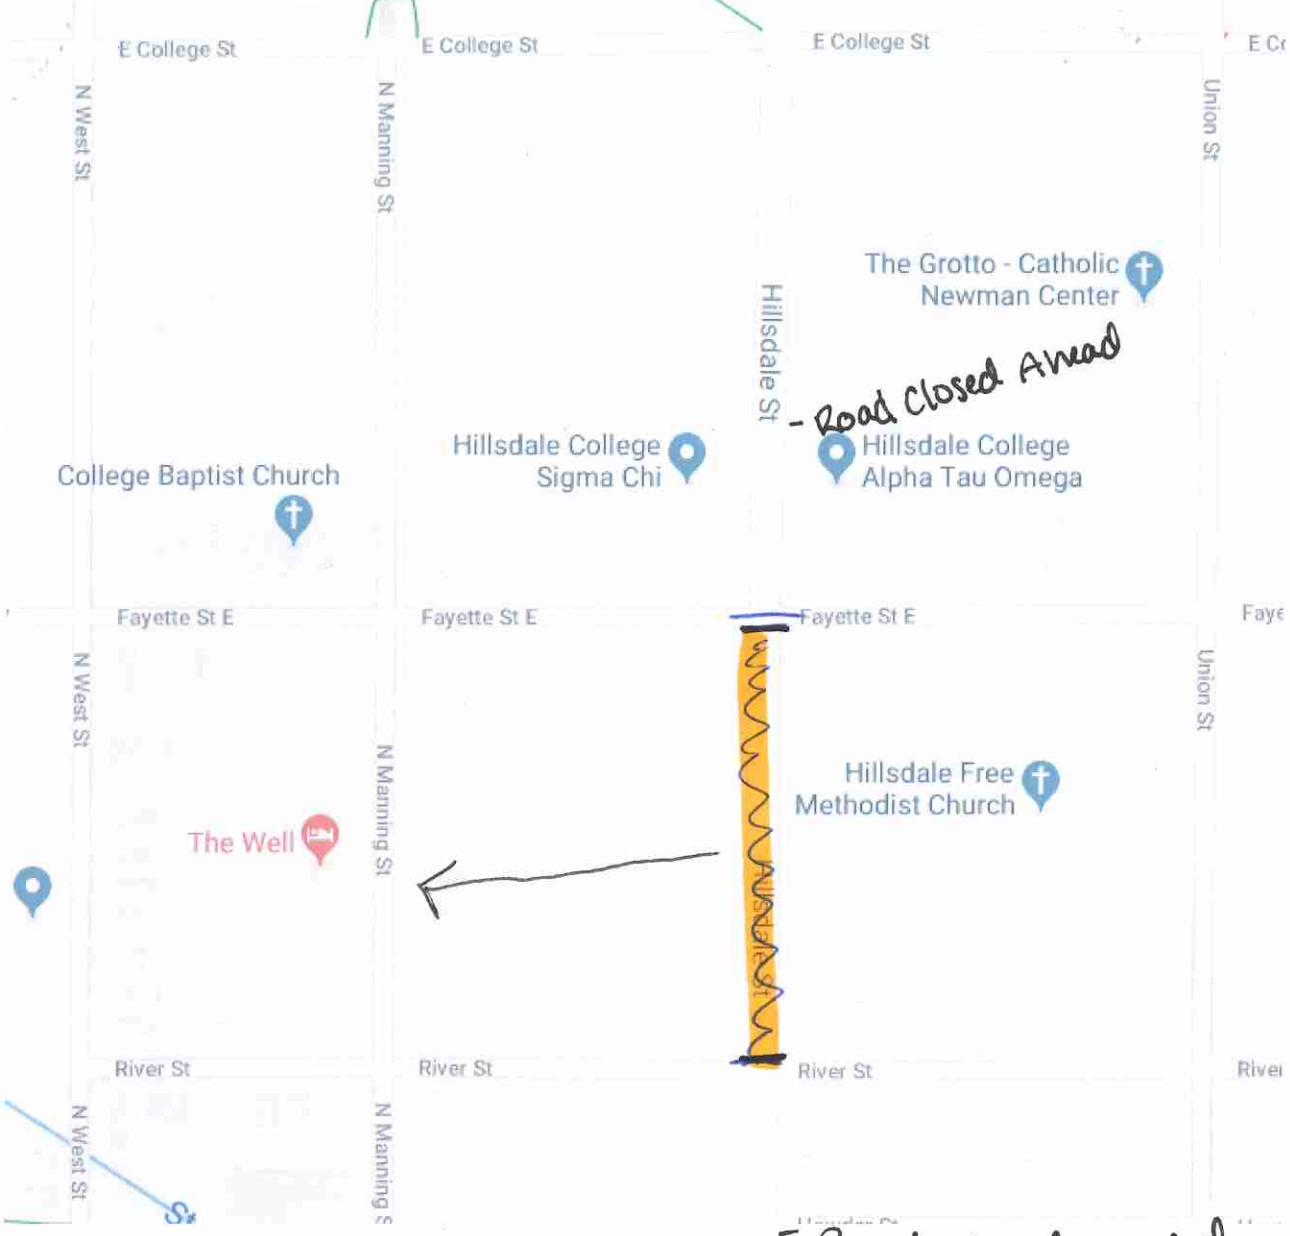 E College St
E College St
E College St
N West St
N Manning St
Union St
The Grotto - Catholic
Newman Center
Hillsdale St
- Road Closed Ahead
Hillsdale College
Sigma Chi
Hillsdale College
Alpha Tau Omega
College Baptist Church
Fayette St E
Fayette St E
Fayette St E
Faye
N West St
Union St
N Manning St
Hillsdale Free
Methodist Church
The Well
Hillsdale St
River St
River St
River St
River
N West St
N Manning S